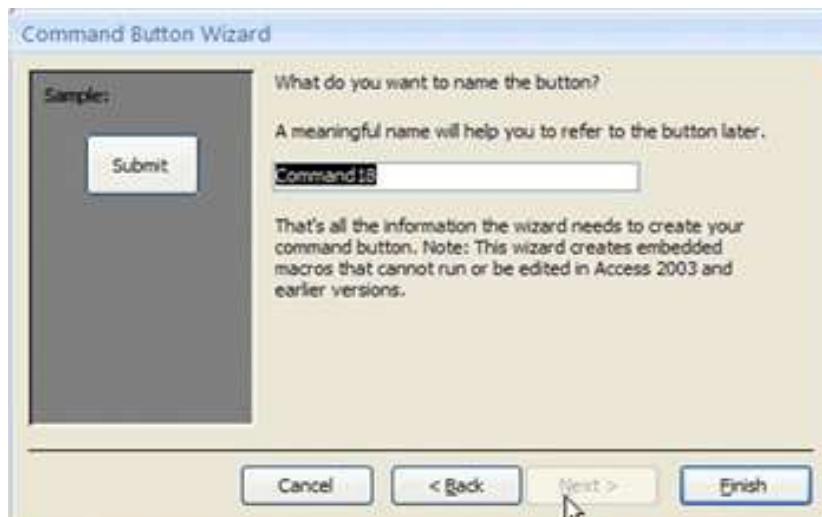 Command Button Wizard
Sample:
Submit
What do you want to name the button?
A meaningful name will help you to refer to the button later.
Command18
That's all the information the wizard needs to create your
command button. Note: This wizard creates embedded
macros that cannot run or be edited in Access 2003 and
earlier versions.
Cancel
< Back
Next >
Finish